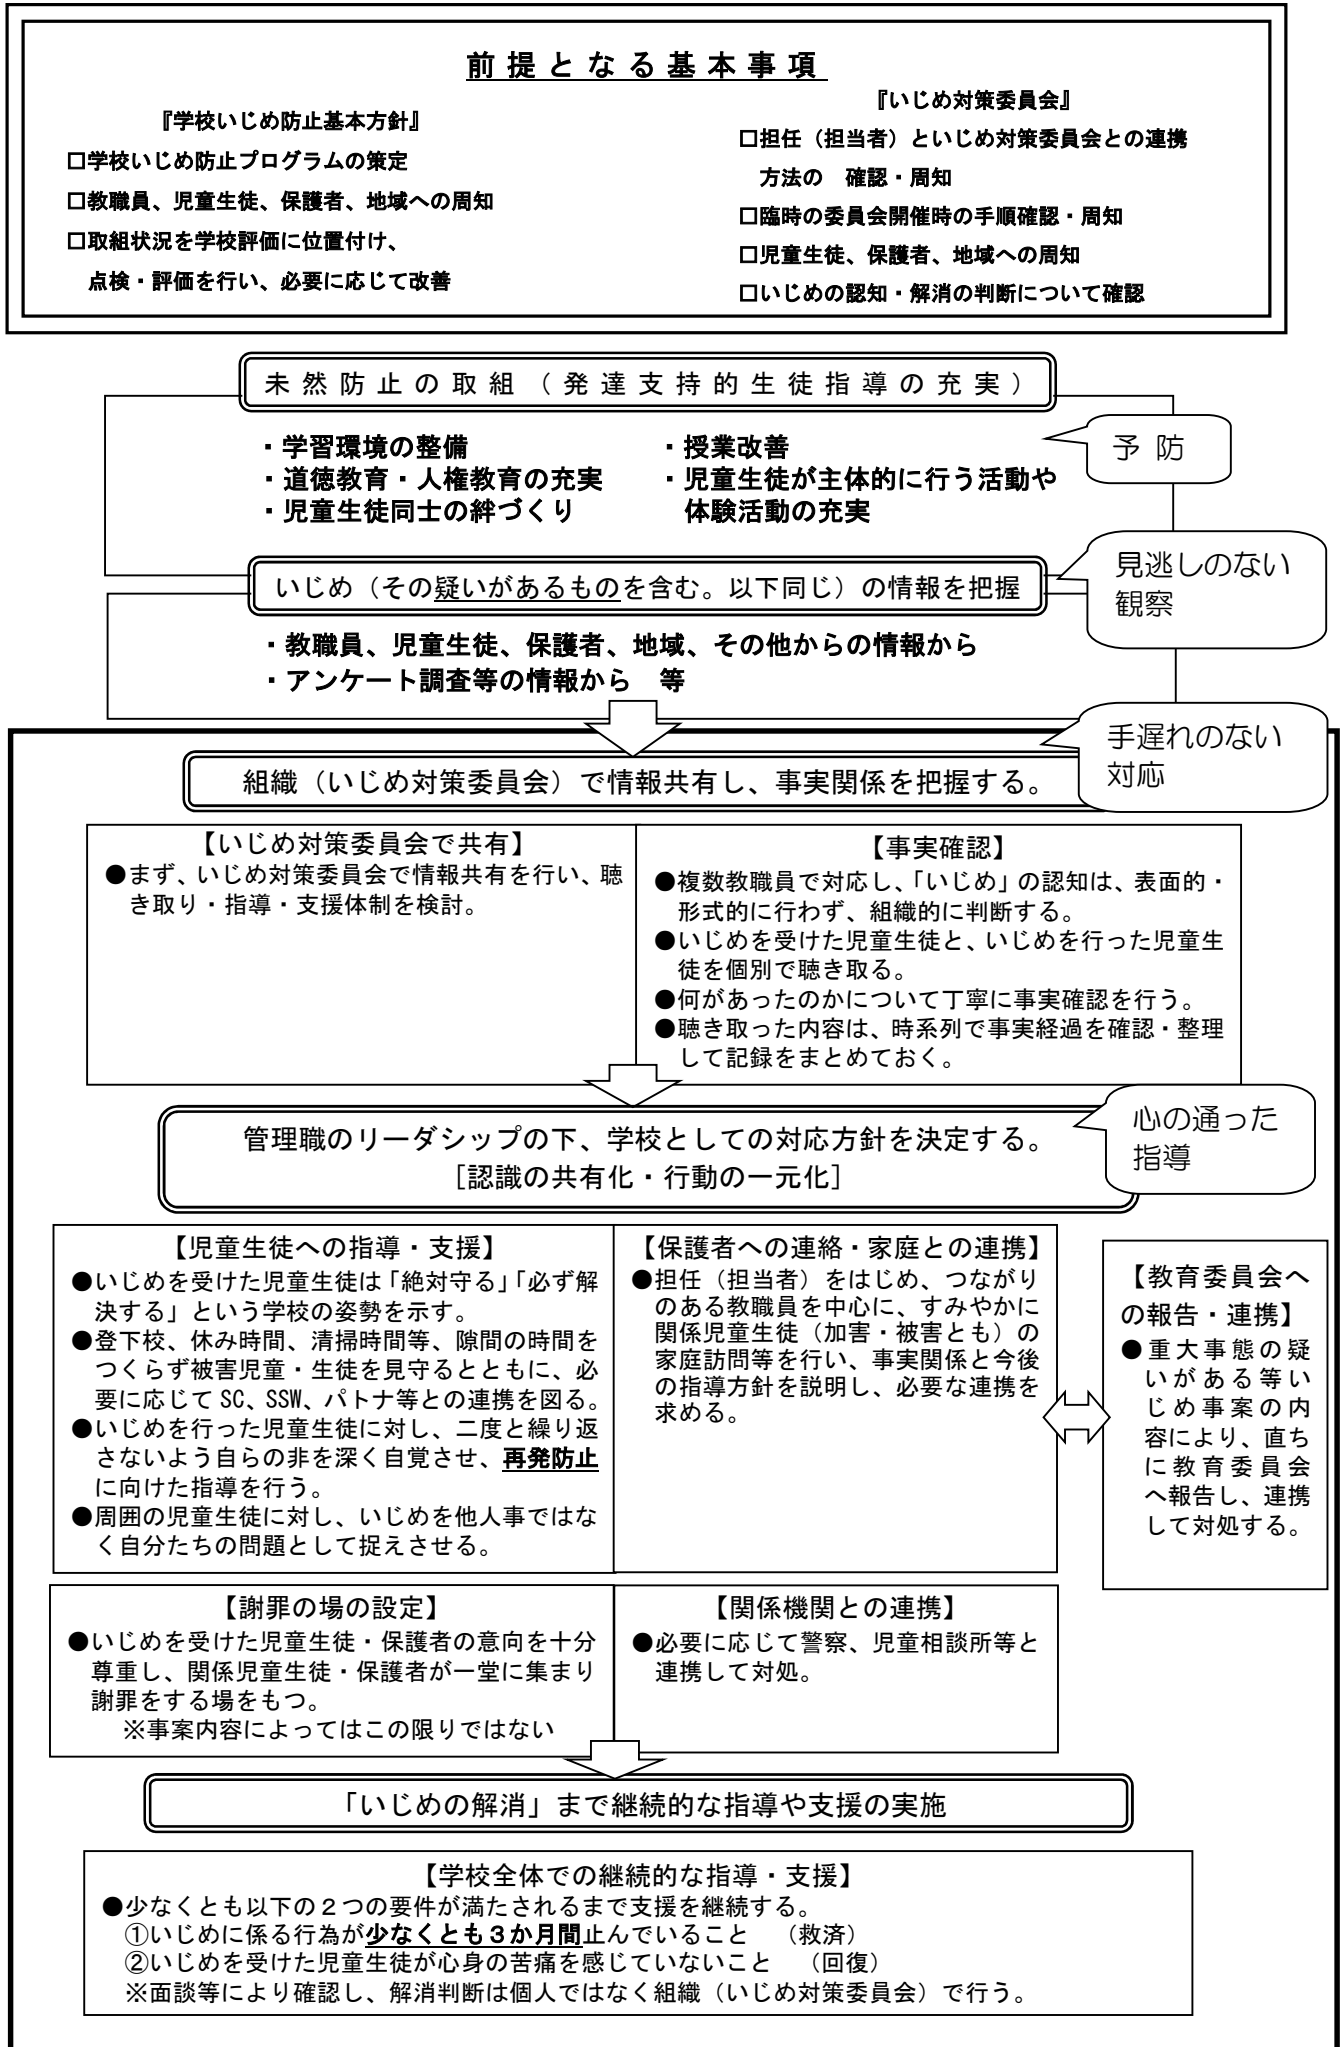 前提となる基本事項
『学校いじめ防止基本方針』
□学校いじめ防止プログラムの策定
□教職員、児童生徒、保護者、地域への周知
□取組状況を学校評価に位置付け、
点検・評価を行い、必要に応じて改善
『いじめ対策委員会』
□担任（担当者）といじめ対策委員会との連携
方法の　確認・周知
□臨時の委員会開催時の手順確認・周知
□児童生徒、保護者、地域への周知
□いじめの認知・解消の判断について確認
未然防止の取組（発達支持的生徒指導の充実）
予 防
・学習環境の整備
・道徳教育・人権教育の充実
・児童生徒同士の絆づくり
・授業改善
・児童生徒が主体的に行う活動や
体験活動の充実
いじめ（その疑いがあるものを含む。以下同じ）の情報を把握
見逃しのない
観察
・教職員、児童生徒、保護者、地域、その他からの情報から
・アンケート調査等の情報から　等
手遅れのない
対応
組織（いじめ対策委員会）で情報共有し、事実関係を把握する。
【いじめ対策委員会で共有】
●まず、いじめ対策委員会で情報共有を行い、聴
き取り・指導・支援体制を検討。
【事実確認】
●複数教職員で対応し、「いじめ」の認知は、表面的・
形式的に行わず、組織的に判断する。
●いじめを受けた児童生徒と、いじめを行った児童生
徒を個別で聴き取る。
●何があったのかについて丁寧に事実確認を行う。
●聴き取った内容は、時系列で事実経過を確認・整理
して記録をまとめておく。
心の通った
指導
管理職のリーダシップの下、学校としての対応方針を決定する。
［認識の共有化・行動の一元化］
【児童生徒への指導・支援】
●いじめを受けた児童生徒は「絶対守る」「必ず解
決する」という学校の姿勢を示す。
●登下校、休み時間、清掃時間等、隙間の時間を
つくらず被害児童・生徒を見守るとともに、必
要に応じて SC、SSW、パトナ等との連携を図る。
●いじめを行った児童生徒に対し、二度と繰り返
さないよう自らの非を深く自覚させ、再発防止
に向けた指導を行う。
●周囲の児童生徒に対し、いじめを他人事ではな
く自分たちの問題として捉えさせる。
【保護者への連絡・家庭との連携】
●担任（担当者）をはじめ、つながり
のある教職員を中心に、すみやかに
関係児童生徒（加害・被害とも）の
家庭訪問等を行い、事実関係と今後
の指導方針を説明し、必要な連携を
求める。
【教育委員会へ
の報告・連携】
●重大事態の疑
いがある等い
じめ事案の内
容により、直ち
に教育委員会
へ報告し、連携
して対処する。
【謝罪の場の設定】
●いじめを受けた児童生徒・保護者の意向を十分
尊重し、関係児童生徒・保護者が一堂に集まり
謝罪をする場をもつ。
※事案内容によってはこの限りではない
【関係機関との連携】
●必要に応じて警察、児童相談所等と
連携して対処。
「いじめの解消」まで継続的な指導や支援の実施
【学校全体での継続的な指導・支援】
●少なくとも以下の２つの要件が満たされるまで支援を継続する。
①いじめに係る行為が少なくとも３か月間止んでいること　（救済）
②いじめを受けた児童生徒が心身の苦痛を感じていないこと　（回復）
※面談等により確認し、解消判断は個人ではなく組織（いじめ対策委員会）で行う。